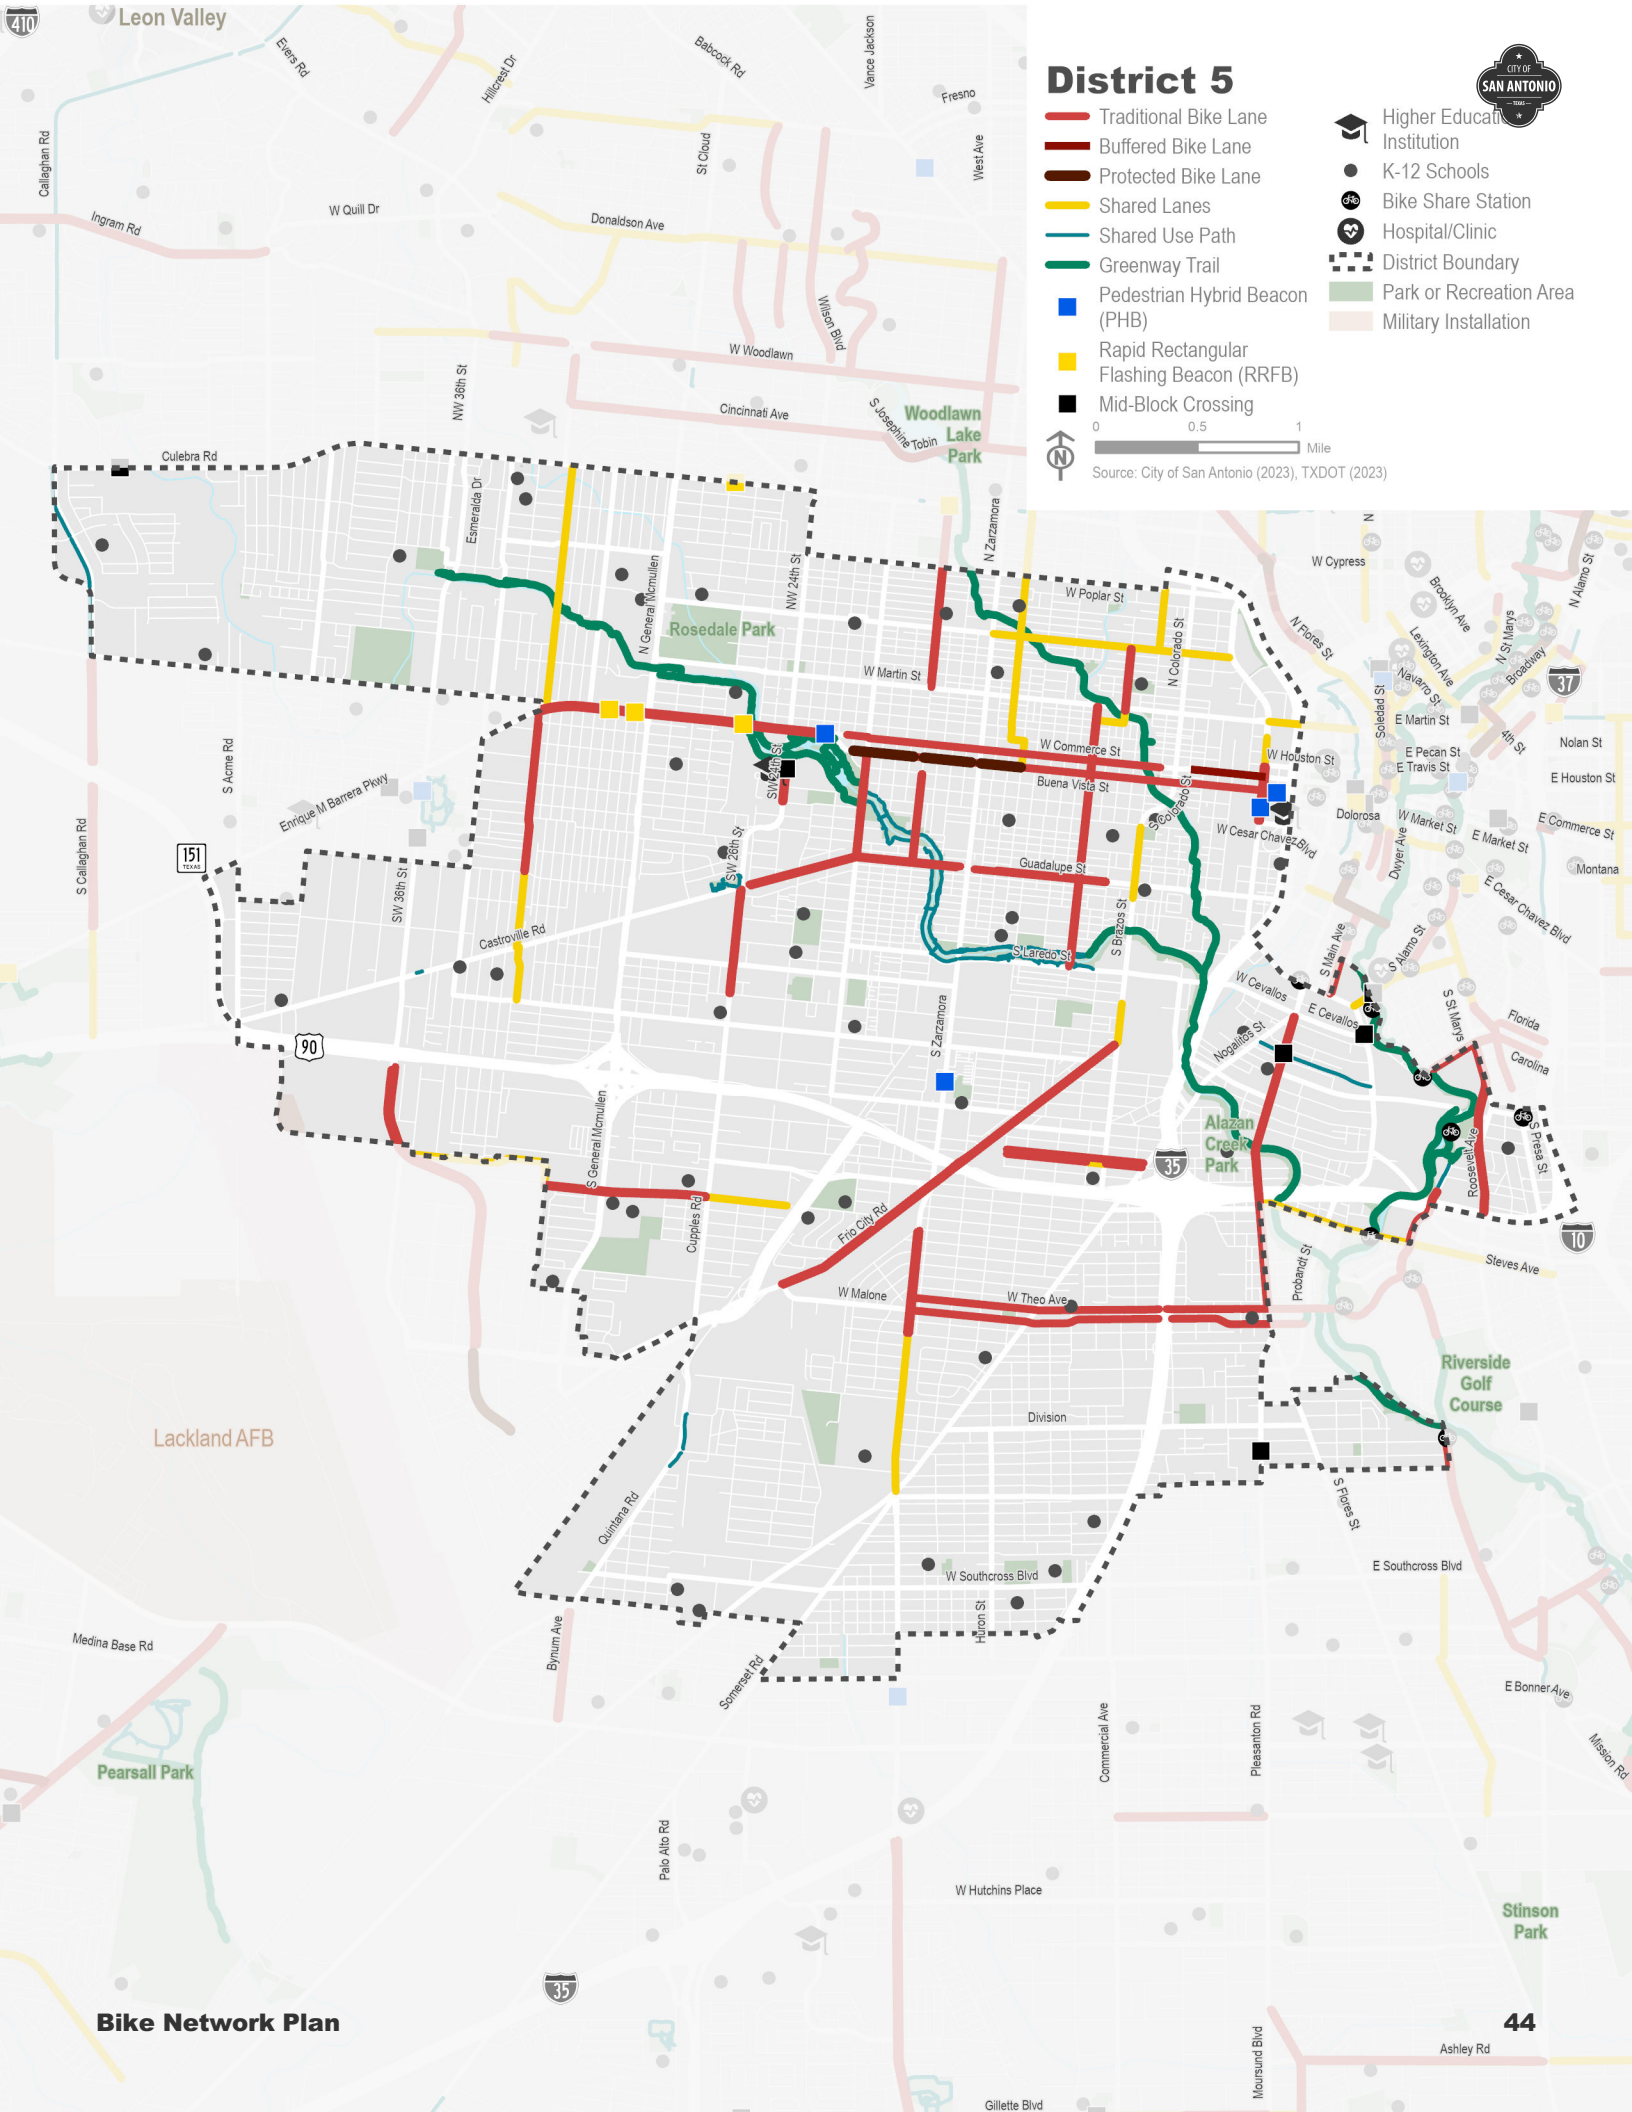 410
Leon Valley
Evers Rd
Hillcrest Dr
Babcock Rd
Vance Jackson
Fresno
West Ave
St Cloud
Callaghan Rd
Ingram Rd
W Quill Dr
Donaldson Ave
Wilson Blvd
W Woodlawn
NW 36th St
Cincinnati Ave
S Josephine Tobin
Woodlawn
Lake
Park
District 5
CITY OF
SAN ANTONIO
TEXAS
Traditional Bike Lane
Buffered Bike Lane
Protected Bike Lane
Shared Lanes
Shared Use Path
Greenway Trail
Pedestrian Hybrid Beacon
(PHB)
Rapid Rectangular
Flashing Beacon (RRFB)
Mid-Block Crossing
Higher Educati
Institution
K-12 Schools
Bike Share Station
Hospital/Clinic
District Boundary
Park or Recreation Area
Military Installation
0 0.5 1
Mile
N
Source: City of San Antonio (2023), TXDOT (2023)
Culebra Rd
Esmeralda Dr
N General Mcmullen
Rosedale Park
NW 24th St
N Zarzamora
W Poplar St
N Colorado St
W Martin St
N
W Cypress
N Flores St
Brooklyn Ave
Lexington Ave
Navarro St
N St Marys
Broadway
N Alamo St
37
Soledad St
E Martin St
4th St
Nolan St
E Pecan St
E Travis St
E Houston St
W Houston St
W Commerce St
Buena Vista St
S Colorado St
W Cesar Chavez Blvd
Dolorosa
W Market St
E Market St
E Commerce St
Montana
Dwyer Ave
E Cesar Chavez Blvd
S Acme Rd
Enrique M Barrera Pkwy
S Callaghan Rd
151
TEXAS
SW 36th St
Castroville Rd
SW 24th St
SW 26th St
Guadalupe St
S Brazos St
S Laredo St
S Zarzamora
S Main Ave
S Alamo St
W Cevallos
E Cevallos
Nogalitos St
S St Marys
Florida
Carolina
90
S General Mcmullen
Alazan
Creek
Park
35
Roosevelt Ave
S Presa St
10
Cupples Rd
Frio City Rd
Probandt St
Steves Ave
W Malone
W Theo Ave
Riverside
Golf
Course
Division
Lackland AFB
Quintana Rd
S Flores St
E Southcross Blvd
W Southcross Blvd
Huron St
Bynum Ave
Medina Base Rd
Somerset Rd
Commercial Ave
Pleasanton Rd
E Bonner Ave
Mission Rd
Pearsall Park
Palo Alto Rd
W Hutchins Place
Stinson
Park
35
Bike Network Plan
44
Moursund Blvd
Ashley Rd
Gillette Blvd